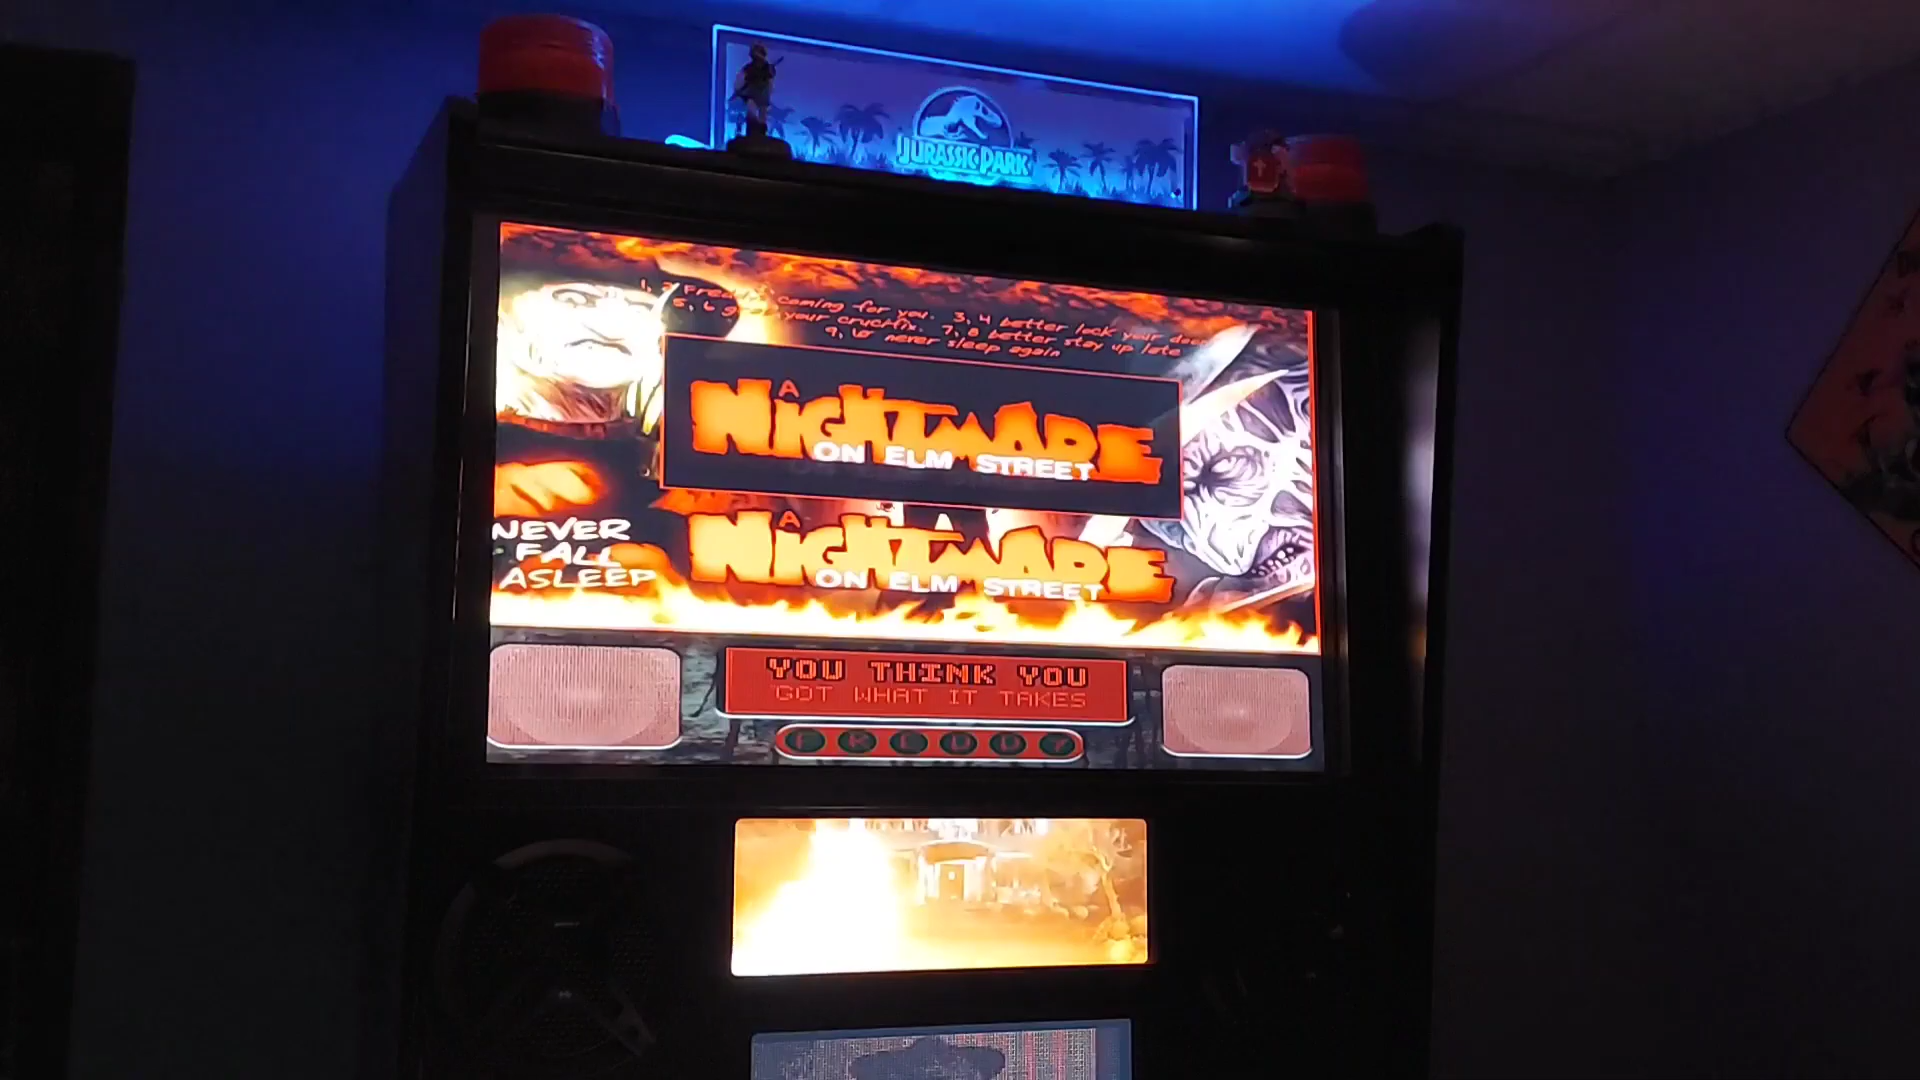 JURASSIC PARK
1, 2 Freddy's coming for you. 3, 4 better lock your door
5, 6 grab your crucifix. 7, 8 better stay up late
9, 10 never sleep again
A
NIGHTMARE
ON ELM STREET
A
NIGHTMARE
ON ELM STREET
NEVER
FALL
ASLEEP
YOU THINK YOU
GOT WHAT IT TAKES
FREDDY